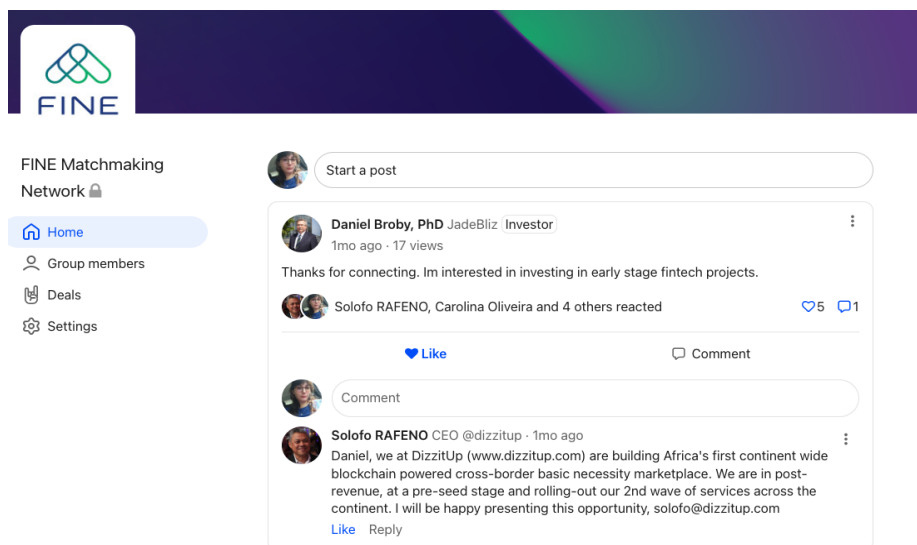 FINE
FINE Matchmaking
Network
Home
Group members
Deals
Settings
Start a post
Daniel Broby, PhD JadeBliz Investor
1mo ago · 17 views
Thanks for connecting. Im interested in investing in early stage fintech projects.
Solofo RAFENO, Carolina Oliveira and 4 others reacted
5 1
Like Comment
Comment
Solofo RAFENO CEO @dizzitup · 1mo ago
Daniel, we at DizzitUp (www.dizzitup.com) are building Africa's first continent wide
blockchain powered cross-border basic necessity marketplace. We are in post-
revenue, at a pre-seed stage and rolling-out our 2nd wave of services across the
continent. I will be happy presenting this opportunity, solofo@dizzitup.com
Like Reply